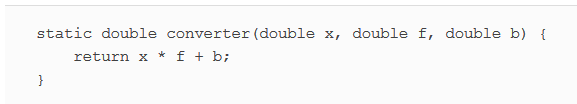 static double converter(double x, double f, double b) {
    return x * f + b;
}